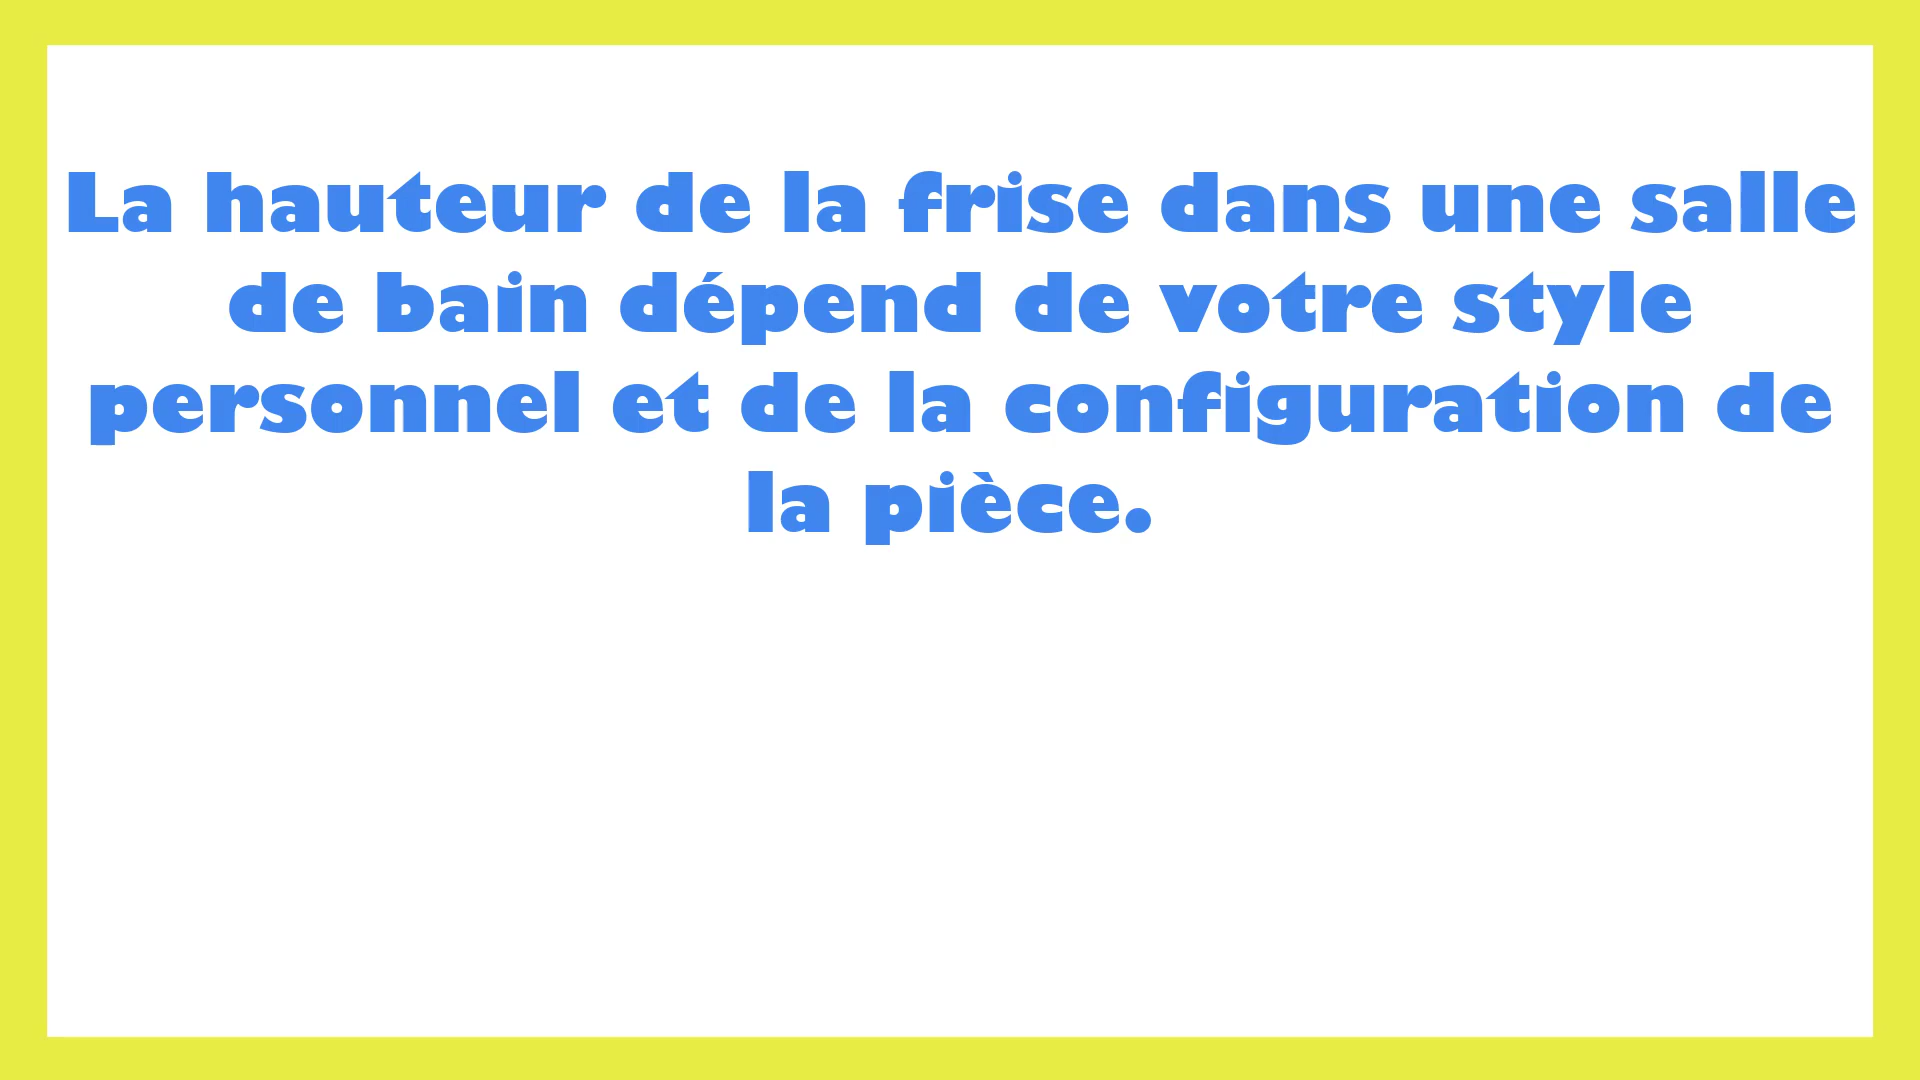 La hauteur de la frise dans une salle
de bain dépend de votre style
personnel et de la configuration de
la pièce.